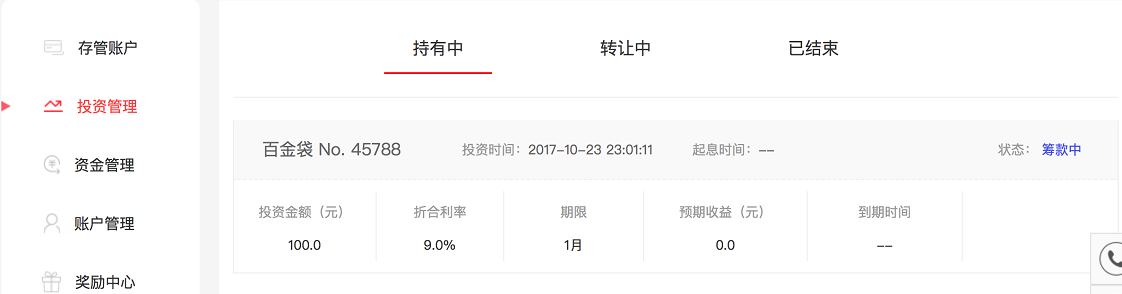 存管账户
投资管理
资金管理
账户管理
奖励中心
持有中 转让中 已结束
百金袋 No. 45788 投资时间：2017-10-23 23:01:11 起息时间：-- 状态： 筹款中
投资金额（元） 折合利率 期限 预期收益（元） 到期时间
100.0 9.0% 1月 0.0 --